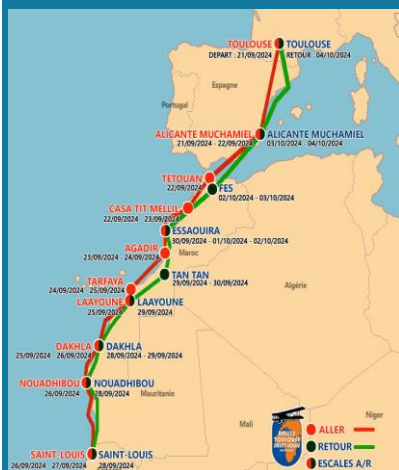 TOULOUSE TOULOUSE
DEPART : 21/09/2024 RETOUR : 04/10/2024
Espagne
Portugal
ALICANTE MUCHAMIEL ALICANTE MUCHAMIEL
21/09/2024 - 22/09/2024 03/10/2024 - 04/10/2024
TETOUAN
22/09/2024
FES
02/10/2024 - 03/10/2024
CASA TIT MELLIL
22/09/2024 - 23/09/2024
ESSAOUIRA
30/09/2024 - 01/10/2024 - 02/10/2024
AGADIR
Maroc
23/09/2024 - 24/09/2024
TAN TAN
29/09/2024 - 30/09/2024
Algérie
TARFAYA
24/09/2024 - 25/09/2024
LAAYOUNE LAAYOUNE
25/09/2024 29/09/2024
DAKHLA DAKHLA
25/09/2024 - 26/09/2024 28/09/2024 - 29/09/2024
NOUADHIBOU NOUADHIBOU
26/09/2024 28/09/2024
Mauritanie
Mali
Niger
ALLER
RETOUR
ESCALES A/R
SAINT-LOUIS SAINT-LOUIS
26/09/2024 27/09/2024 28/09/2024